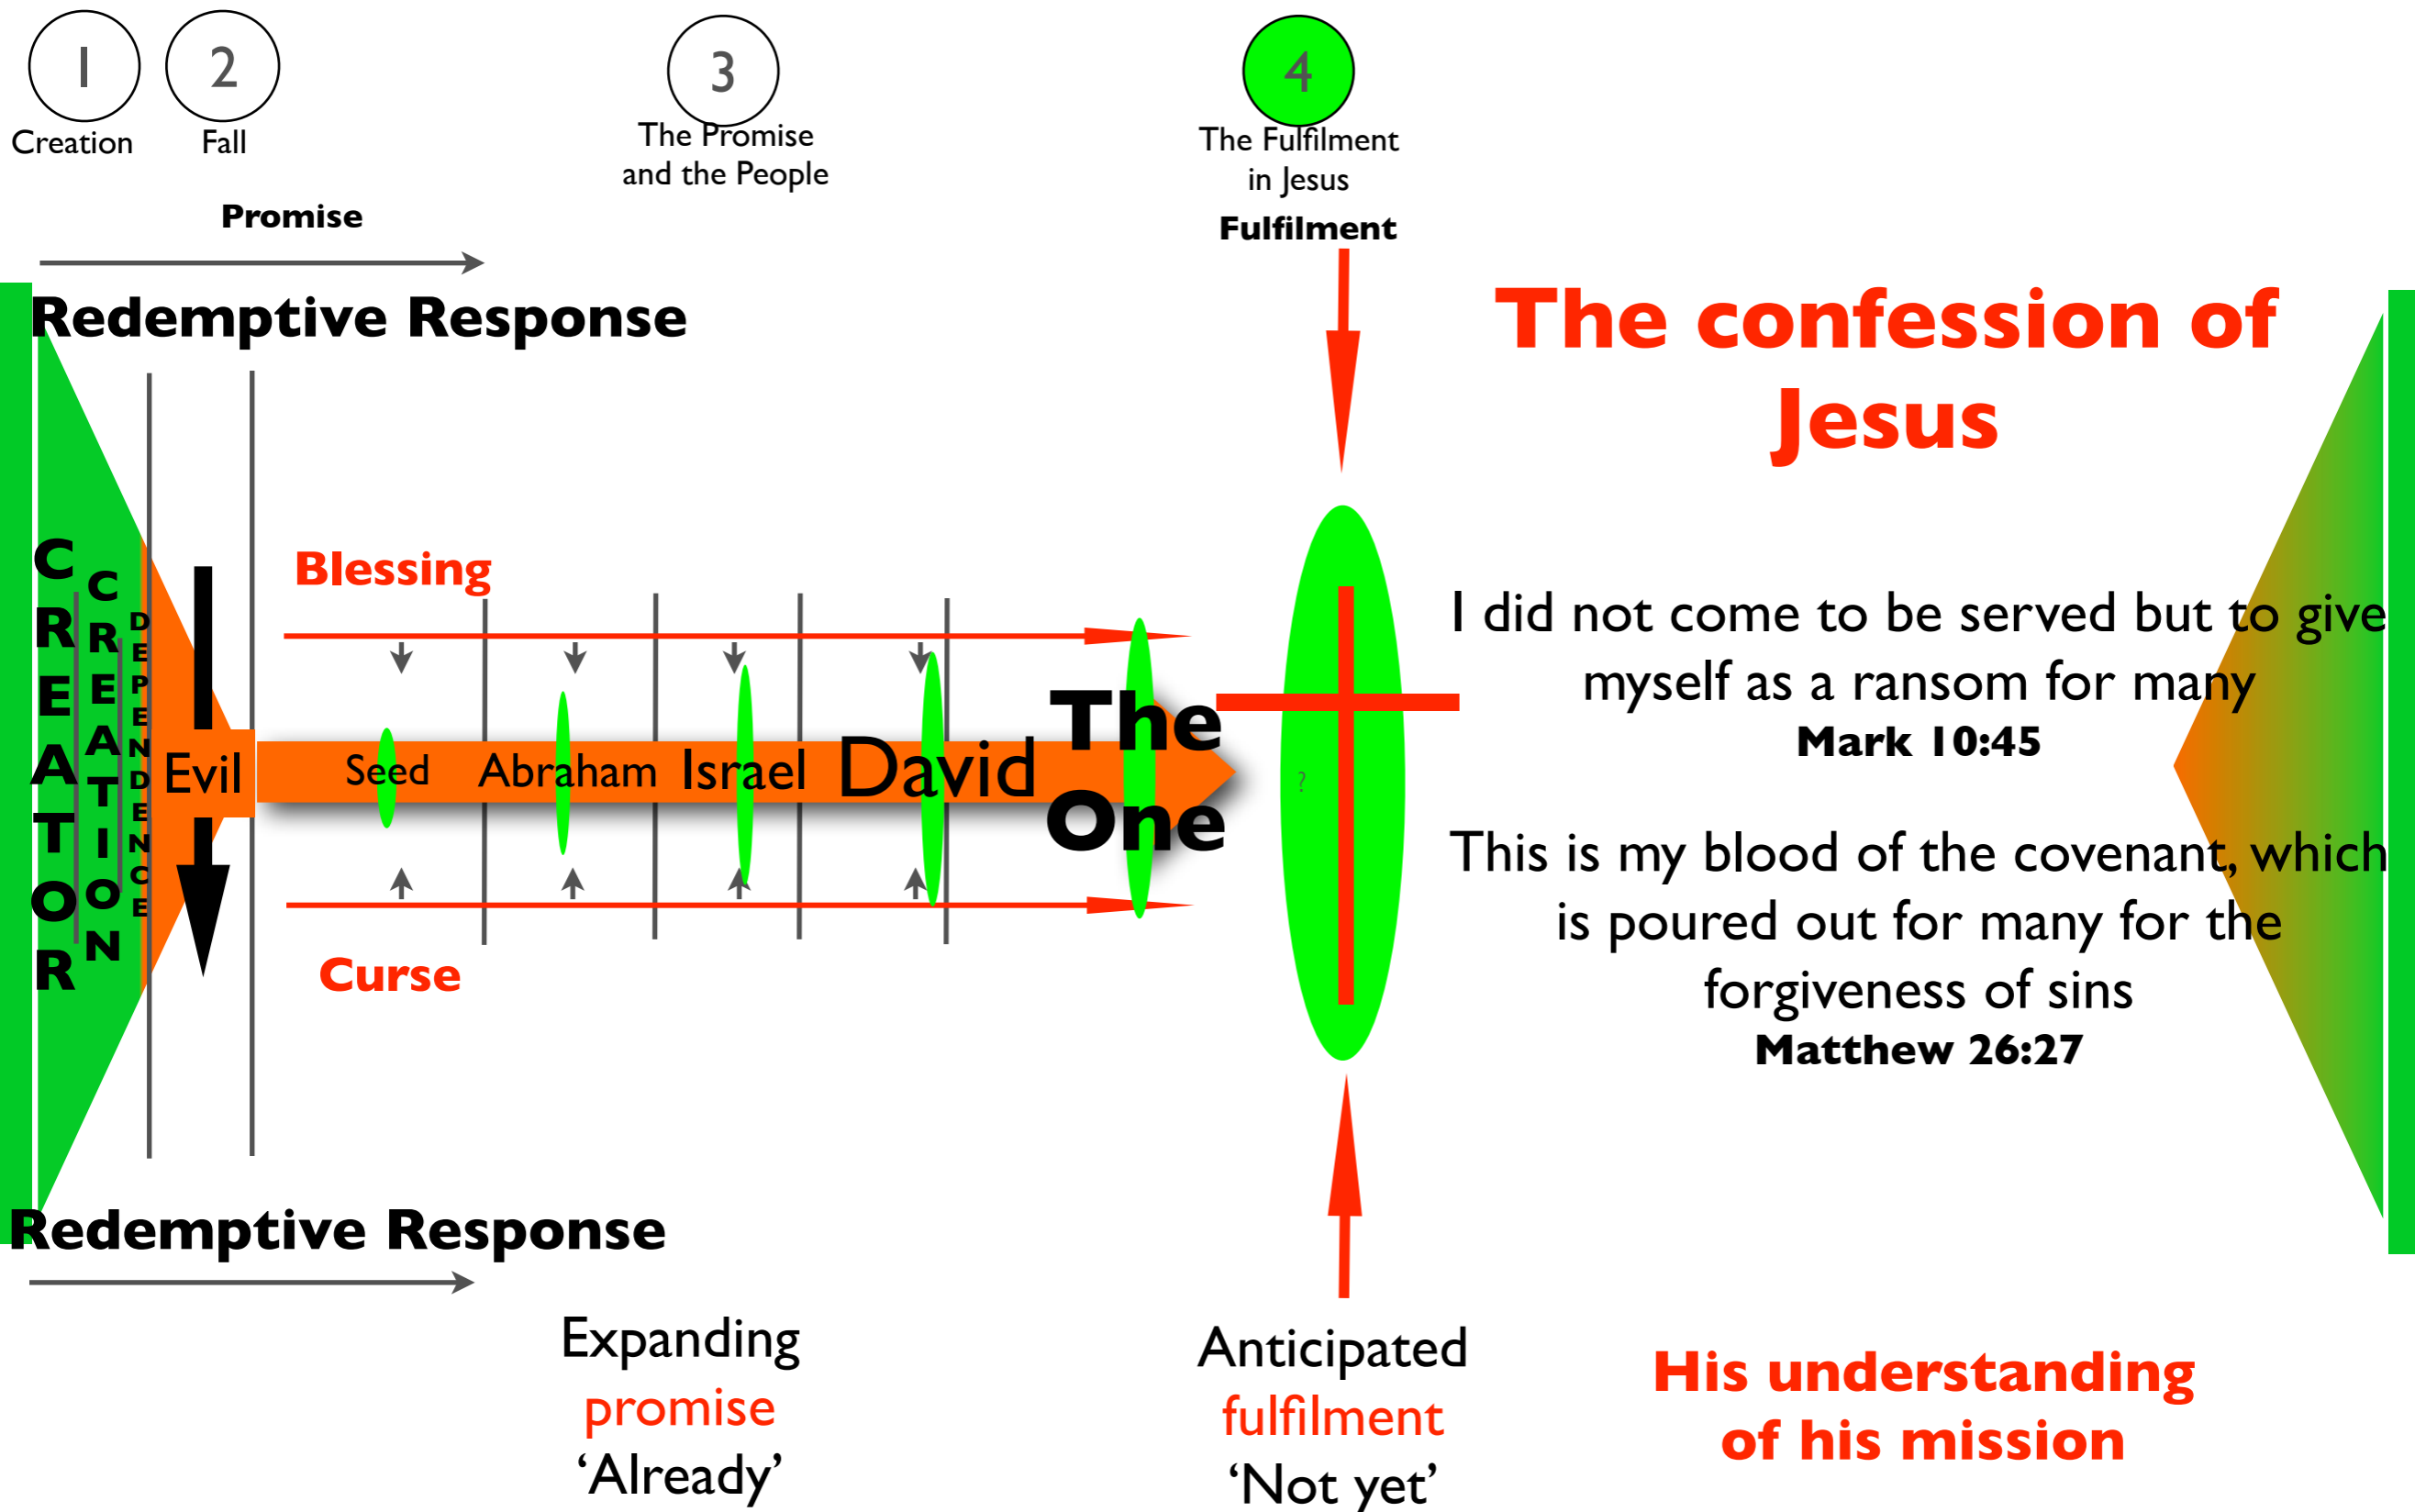 1
2
3
4
Creation
Fall
The Promise
and the People
The Fulfilment
in Jesus
Promise
Fulfilment
Redemptive Response
The confession of
Jesus
CREATOR
CREATION
DEPENDENCE
Blessing
Evil
Seed
Abraham
Israel
David
The
One
?
Curse
I did not come to be served but to give
myself as a ransom for many
Mark 10:45
This is my blood of the covenant, which
is poured out for many for the
forgiveness of sins
Matthew 26:27
Redemptive Response
Expanding
promise
‘Already’
Anticipated
fulfilment
‘Not yet’
His understanding
of his mission